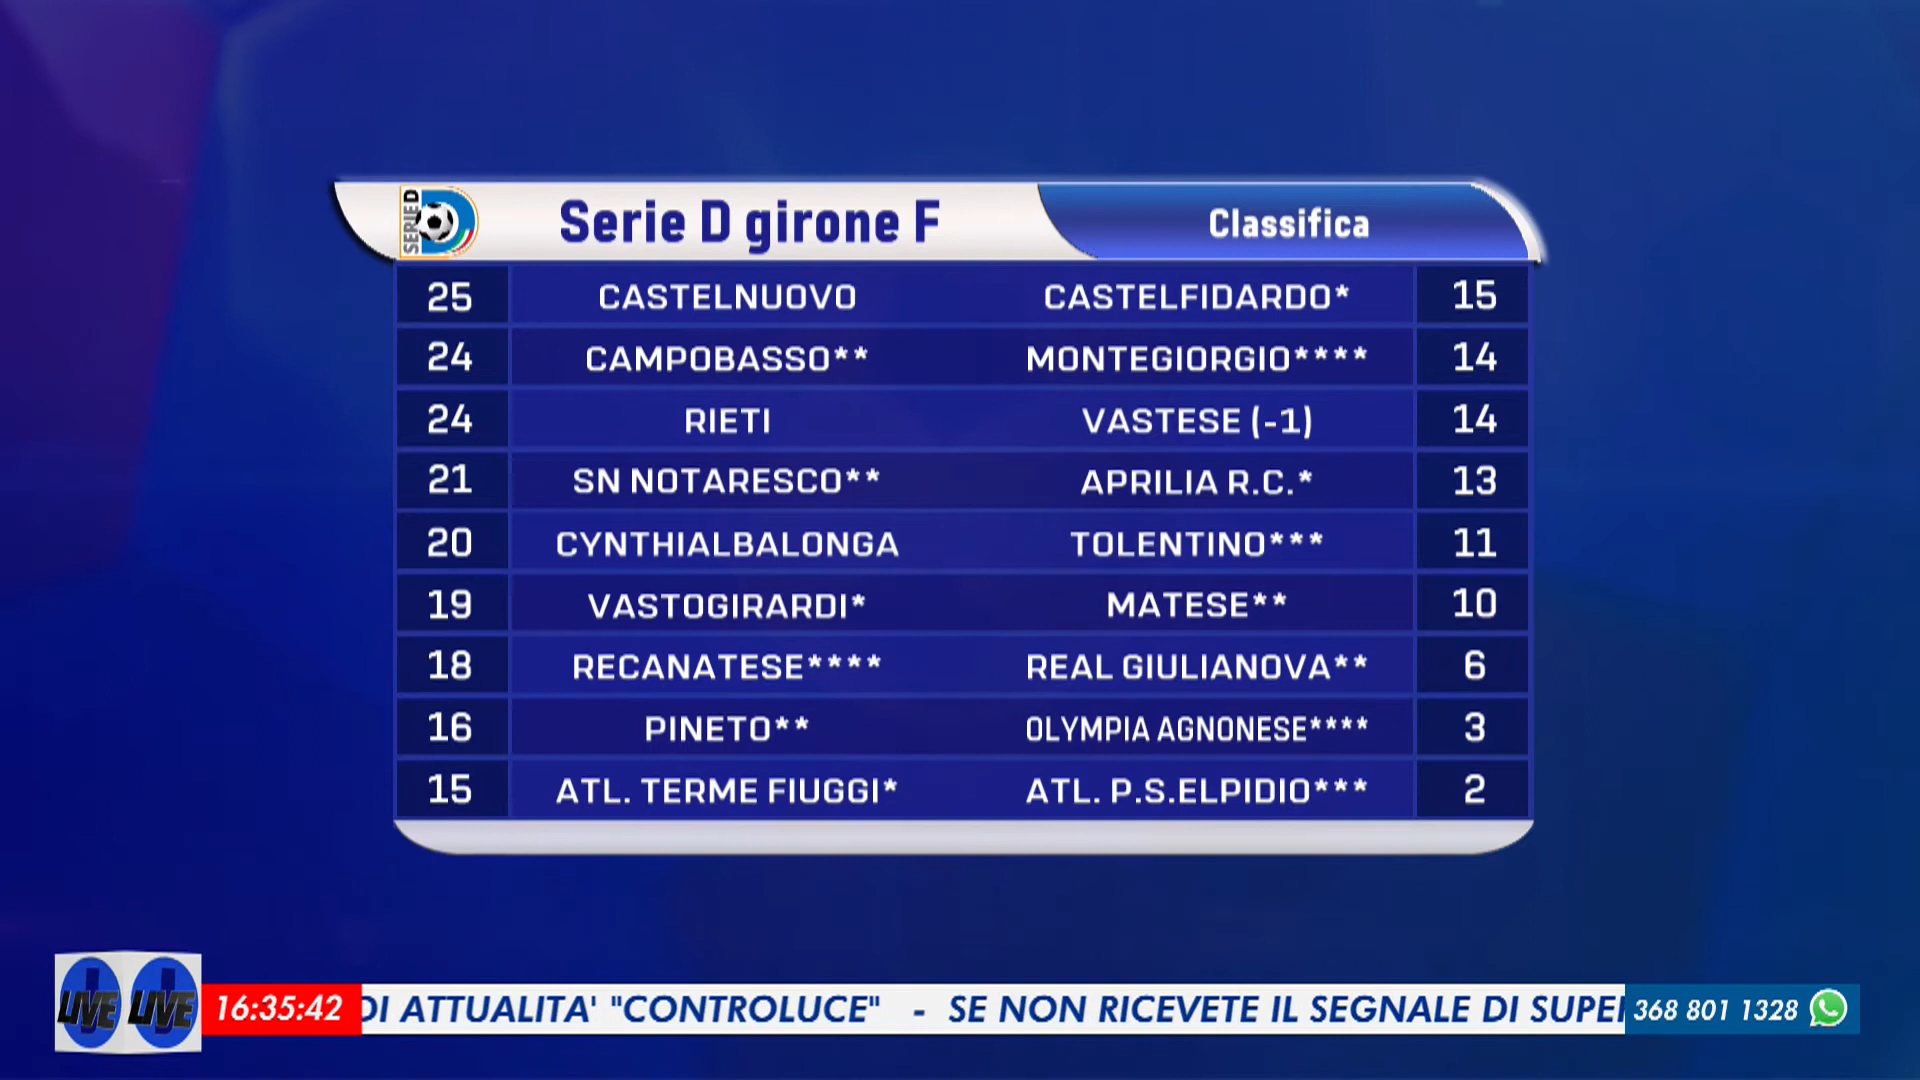 SERIE D
Serie D girone F
Classifica
25 CASTELNUOVO CASTELFIDARDO* 15
24 CAMPOBASSO** MONTEGIORGIO**** 14
24 RIETI VASTESE (-1) 14
21 SN NOTARESCO** APRILIA R.C.* 13
20 CYNTHIALBALONGA TOLENTINO*** 11
19 VASTOGIRARDI* MATESE** 10
18 RECANATESE**** REAL GIULIANOVA** 6
16 PINETO** OLYMPIA AGNONESE**** 3
15 ATL. TERME FIUGGI* ATL. P.S.ELPIDIO*** 2
LIVE LIVE
16:35:42 DI ATTUALITA' "CONTROLUCE" - SE NON RICEVETE IL SEGNALE DI SUPE 368 801 1328